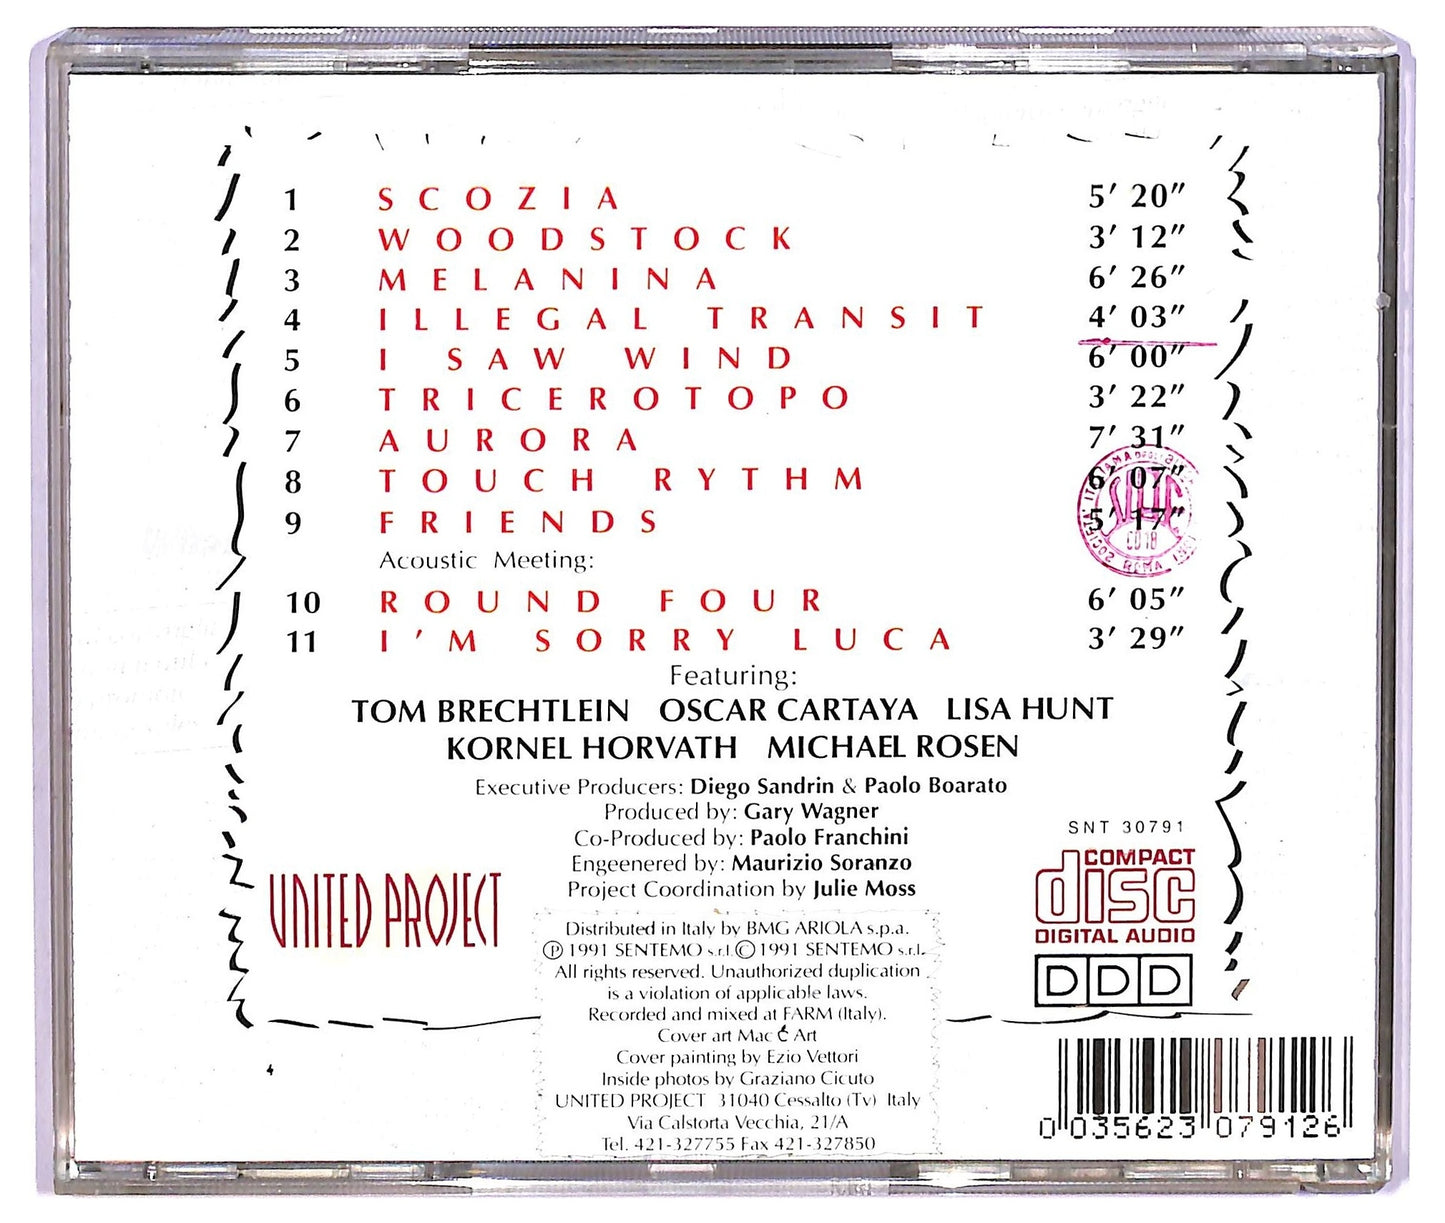 1 SCOZIA 5' 20"
2 WOODSTOCK 3' 12"
3 MELANINA 6' 26"
4 ILLEGAL TRANSIT 4' 03"
5 I SAW WIND 6' 00"
6 TRICEROTOPO 3' 22"
7 AURORA 7' 31"
8 TOUCH RYTHM 6' 07"
9 FRIENDS 5' 17"
Acoustic Meeting:
10 ROUND FOUR 6' 05"
11 I'M SORRY LUCA 3' 29"
SOCIETA' ITALIANA
ROMA
Featuring:
TOM BRECHTLEIN OSCAR CARTAYA LISA HUNT
KORNEL HORVATH MICHAEL ROSEN
Executive Producers: Diego Sandrin & Paolo Boarato
Produced by: Gary Wagner
Co-Produced by: Paolo Franchini
Engeenered by: Maurizio Soranzo
Project Coordination by Julie Moss
UNITED PROJECT
SNT 30791
COMPACT
disc
DIGITAL AUDIO
DDD
Distributed in Italy by BMG ARIOLA s.p.a.
Ⓟ 1991 SENTEMO s.r.l. © 1991 SENTEMO s.r.l.
All rights reserved. Unauthorized duplication
is a violation of applicable laws.
Recorded and mixed at FARM (Italy).
Cover art Mac C Art
Cover painting by Ezio Vettori
Inside photos by Graziano Cicuto
UNITED PROJECT 31040 Cessalto (Tv) Italy
Via Calstorta Vecchia, 21/A
Tel. 421-327755 Fax 421-327850
0 035623 079126